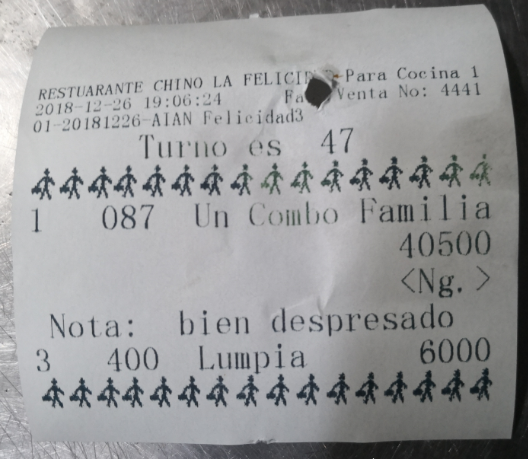 RESTUARANTE CHINO LA FELICID Para Cocina 1
2018-12-26 19:06:24 Fa Venta No: 4441
01-20181226-AIAN Felicidad3
Turno es 47
1 087 Un Combo Familia
40500
<Ng. >
Nota: bien despresado
3 400 Lumpia 6000